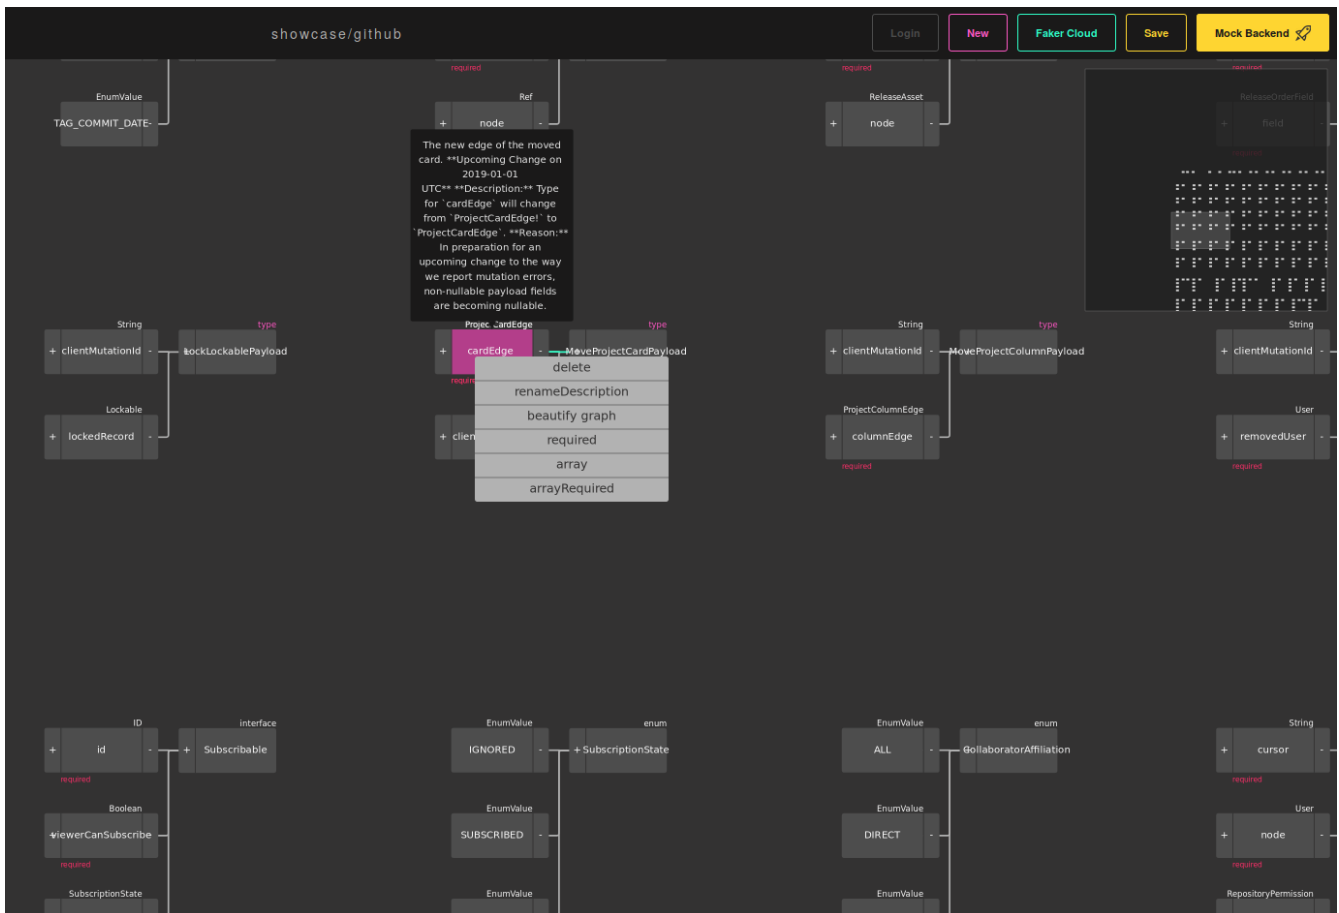 showcase/github
Login
New
Faker Cloud
Save
Mock Backend
required
required
required
EnumValue
Ref
ReleaseAsset
ReleaseOrderField
TAG_COMMIT_DATE-
+ node -
+ node -
+ field
required
The new edge of the moved
card. **Upcoming Change on
2019-01-01
UTC** **Description:** Type
for `cardEdge` will change
from `ProjectCardEdge!` to
`ProjectCardEdge`. **Reason:**
In preparation for an
upcoming change to the way
we report mutation errors,
non-nullable payload fields
are becoming nullable.
String
type
ProjectCardEdge
type
String
type
String
+ clientMutationId -
LockLockablePayload
+ cardEdge -
MoveProjectCardPayload
+ clientMutationId -
MoveProjectColumnPayload
+ clientMutationId -
delete
renameDescription
beautify graph
required
array
arrayRequired
Lockable
ProjectColumnEdge
User
+ lockedRecord -
+ clien
+ columnEdge -
+ removedUser -
required
required
ID
interface
EnumValue
enum
EnumValue
enum
String
+ id -
+ Subscribable
IGNORED -
+ SubscriptionState
ALL -
CollaboratorAffiliation
+ cursor -
required
required
Boolean
EnumValue
EnumValue
User
viewerCanSubscribe
SUBSCRIBED -
DIRECT -
+ node -
required
required
SubscriptionState
EnumValue
EnumValue
RepositoryPermission